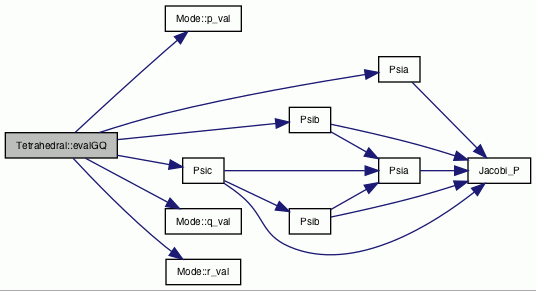 Mode::p_val
Psia
Psib
Tetrahedral::evalGQ
Psic
Psia
Jacobi_P
Mode::q_val
Psib
Mode::r_val